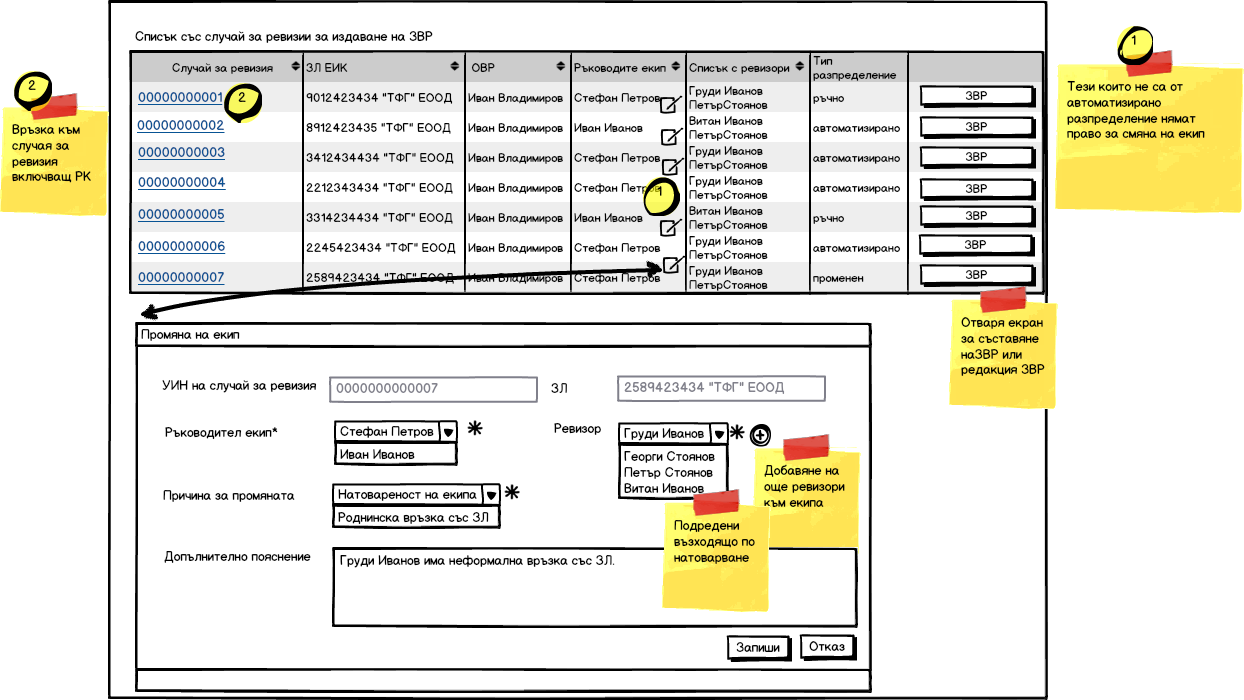 Списък със случай за ревизии за издаване на ЗВР
Случай за ревизия
ЗЛ ЕИК
ОВР
Ръководите екип
Списък с ревизори
Тип
разпределение
00000000001
9012423434 "ТФГ" ЕООД
Иван Владимиров
Стефан Петров
Груди Иванов
ПетърСтоянов
ръчно
ЗВР
00000000002
8912423435 "ТФГ" ЕООД
Иван Владимиров
Иван Иванов
Витан Иванов
ПетърСтоянов
автоматизирано
ЗВР
00000000003
3412434434 "ТФГ" ЕООД
Иван Владимиров
Стефан Петров
Груди Иванов
ПетърСтоянов
автоматизирано
ЗВР
00000000004
2212343434 "ТФГ" ЕООД
Иван Владимиров
Стефан Петров
Груди Иванов
ПетърСтоянов
автоматизирано
ЗВР
00000000005
3314234434 "ТФГ" ЕООД
Иван Владимиров
Иван Иванов
Витан Иванов
ПетърСтоянов
ръчно
ЗВР
00000000006
2245423434 "ТФГ" ЕООД
Иван Владимиров
Стефан Петров
Груди Иванов
ПетърСтоянов
автоматизирано
ЗВР
00000000007
2589423434 "ТФГ" ЕООД
Иван Владимиров
Стефан Петров
Груди Иванов
ПетърСтоянов
променен
ЗВР
2
2
1
1
Връзка към
случая за
ревизия
включващ РК
Тези които не са от
автоматизирано
разпределение нямат
право за смяна на екип
Отваря екран
за съставяне
наЗВР или
редакция ЗВР
Промяна на екип
УИН на случай за ревизия
0000000000007
ЗЛ
2589423434 "ТФГ" ЕООД
Ръководител екип*
Стефан Петров
Иван Иванов
Ревизор
Груди Иванов
Георги Стоянов
Петър Стоянов
Витан Иванов
Добавяне на
още ревизори
към екипа
Причина за промяната
Натовареност на екипа
Роднинска връзка със ЗЛ
Подредени
възходящо по
натоварване
Допълнително пояснение
Груди Иванов има неформална връзка със ЗЛ.
Запиши
Отказ